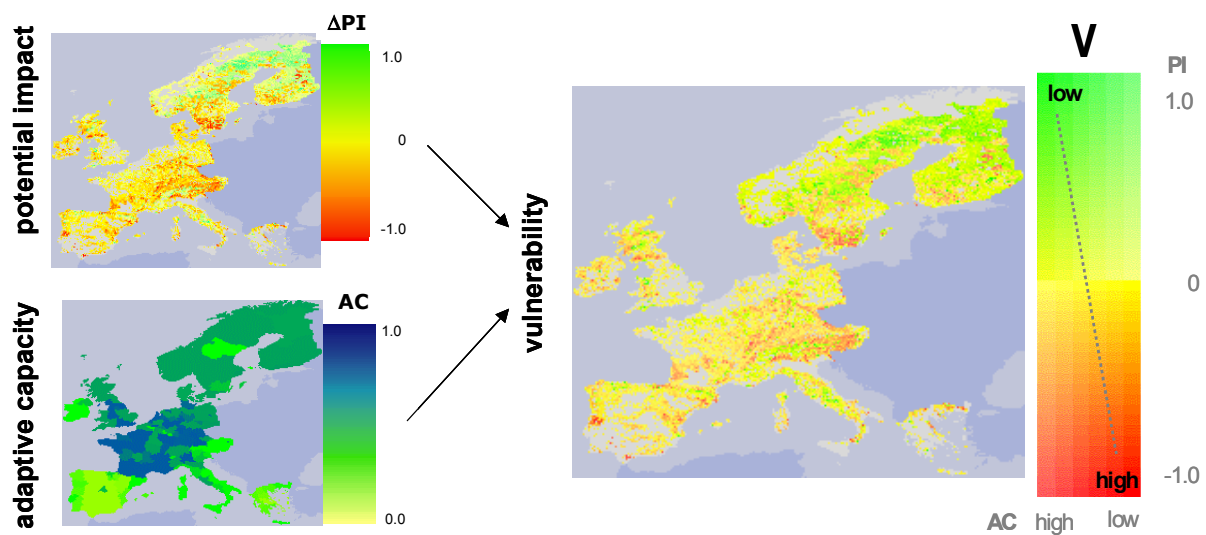 potential impact
ΔPI
1.0
0
-1.0
adaptive capacity
AC
1.0
0.0
vulnerability
V
PI
low
1.0
0
high
-1.0
AC high low